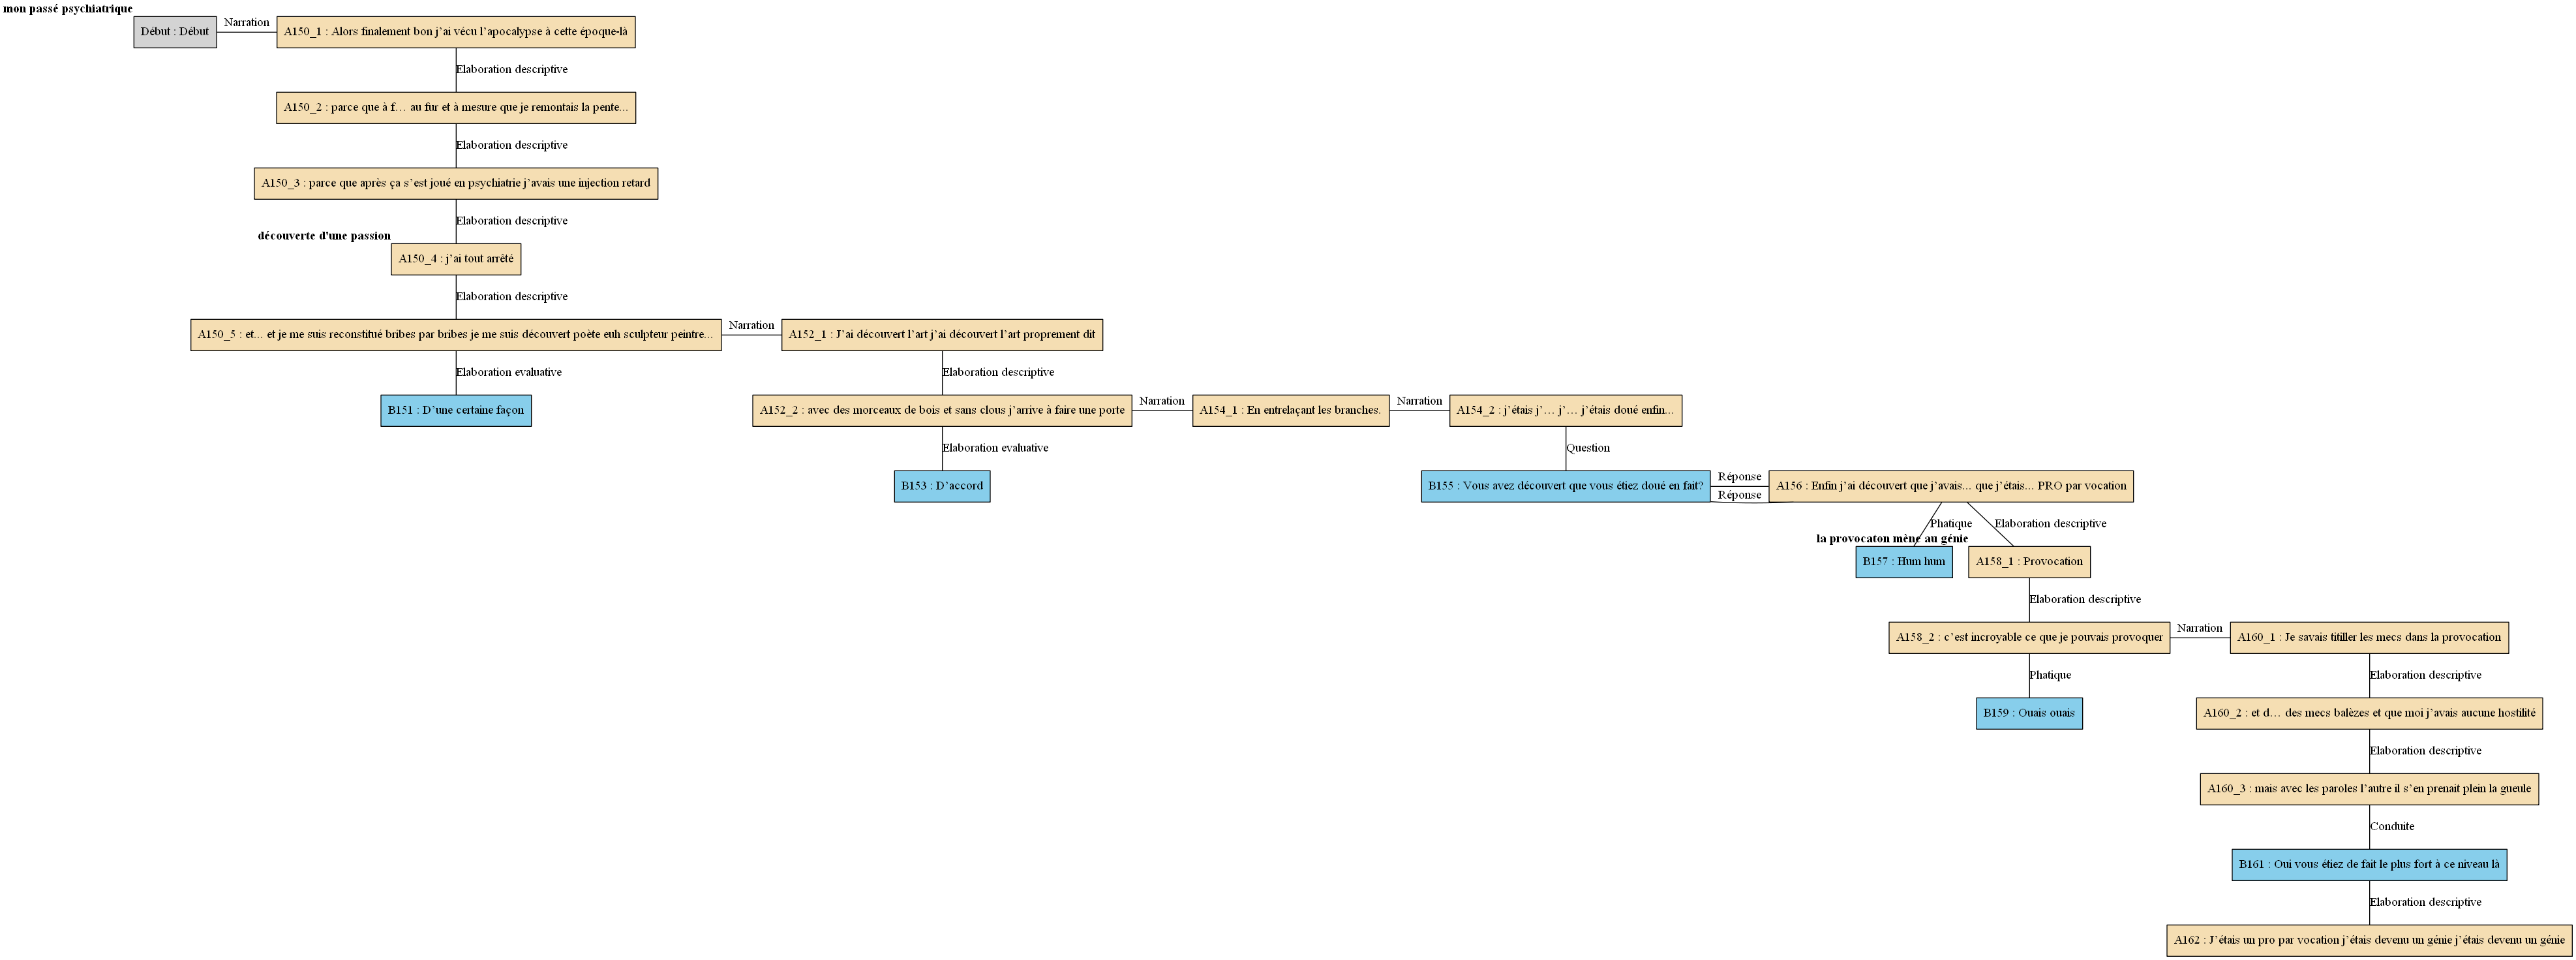 mon passé psychiatrique
Début : Début
Narration
A150_1 : Alors finalement bon j’ai vécu l’apocalypse à cette époque-là
Elaboration descriptive
A150_2 : parce que à f… au fur et à mesure que je remontais la pente...
Elaboration descriptive
A150_3 : parce que après ça s’est joué en psychiatrie j’avais une injection retard
Elaboration descriptive
découverte d'une passion
A150_4 : j’ai tout arrêté
Elaboration descriptive
A150_5 : et... et je me suis reconstitué bribes par bribes je me suis découvert poète euh sculpteur peintre...
Narration
A152_1 : J’ai découvert l’art j’ai découvert l’art proprement dit
Elaboration evaluative
Elaboration descriptive
B151 : D’une certaine façon
A152_2 : avec des morceaux de bois et sans clous j’arrive à faire une porte
Narration
A154_1 : En entrelaçant les branches.
Narration
A154_2 : j’étais j’… j’… j’étais doué enfin...
Elaboration evaluative
Question
B153 : D’accord
B155 : Vous avez découvert que vous étiez doué en fait?
Réponse
Réponse
A156 : Enfin j’ai découvert que j’avais... que j’étais... PRO par vocation
Phatique
Elaboration descriptive
la provocaton mène au génie
B157 : Hum hum
A158_1 : Provocation
Elaboration descriptive
A158_2 : c’est incroyable ce que je pouvais provoquer
Narration
A160_1 : Je savais titiller les mecs dans la provocation
Phatique
Elaboration descriptive
B159 : Ouais ouais
A160_2 : et d… des mecs balèzes et que moi j’avais aucune hostilité
Elaboration descriptive
A160_3 : mais avec les paroles l’autre il s’en prenait plein la gueule
Conduite
B161 : Oui vous étiez de fait le plus fort à ce niveau là
Elaboration descriptive
A162 : J’étais un pro par vocation j’étais devenu un génie j’étais devenu un génie